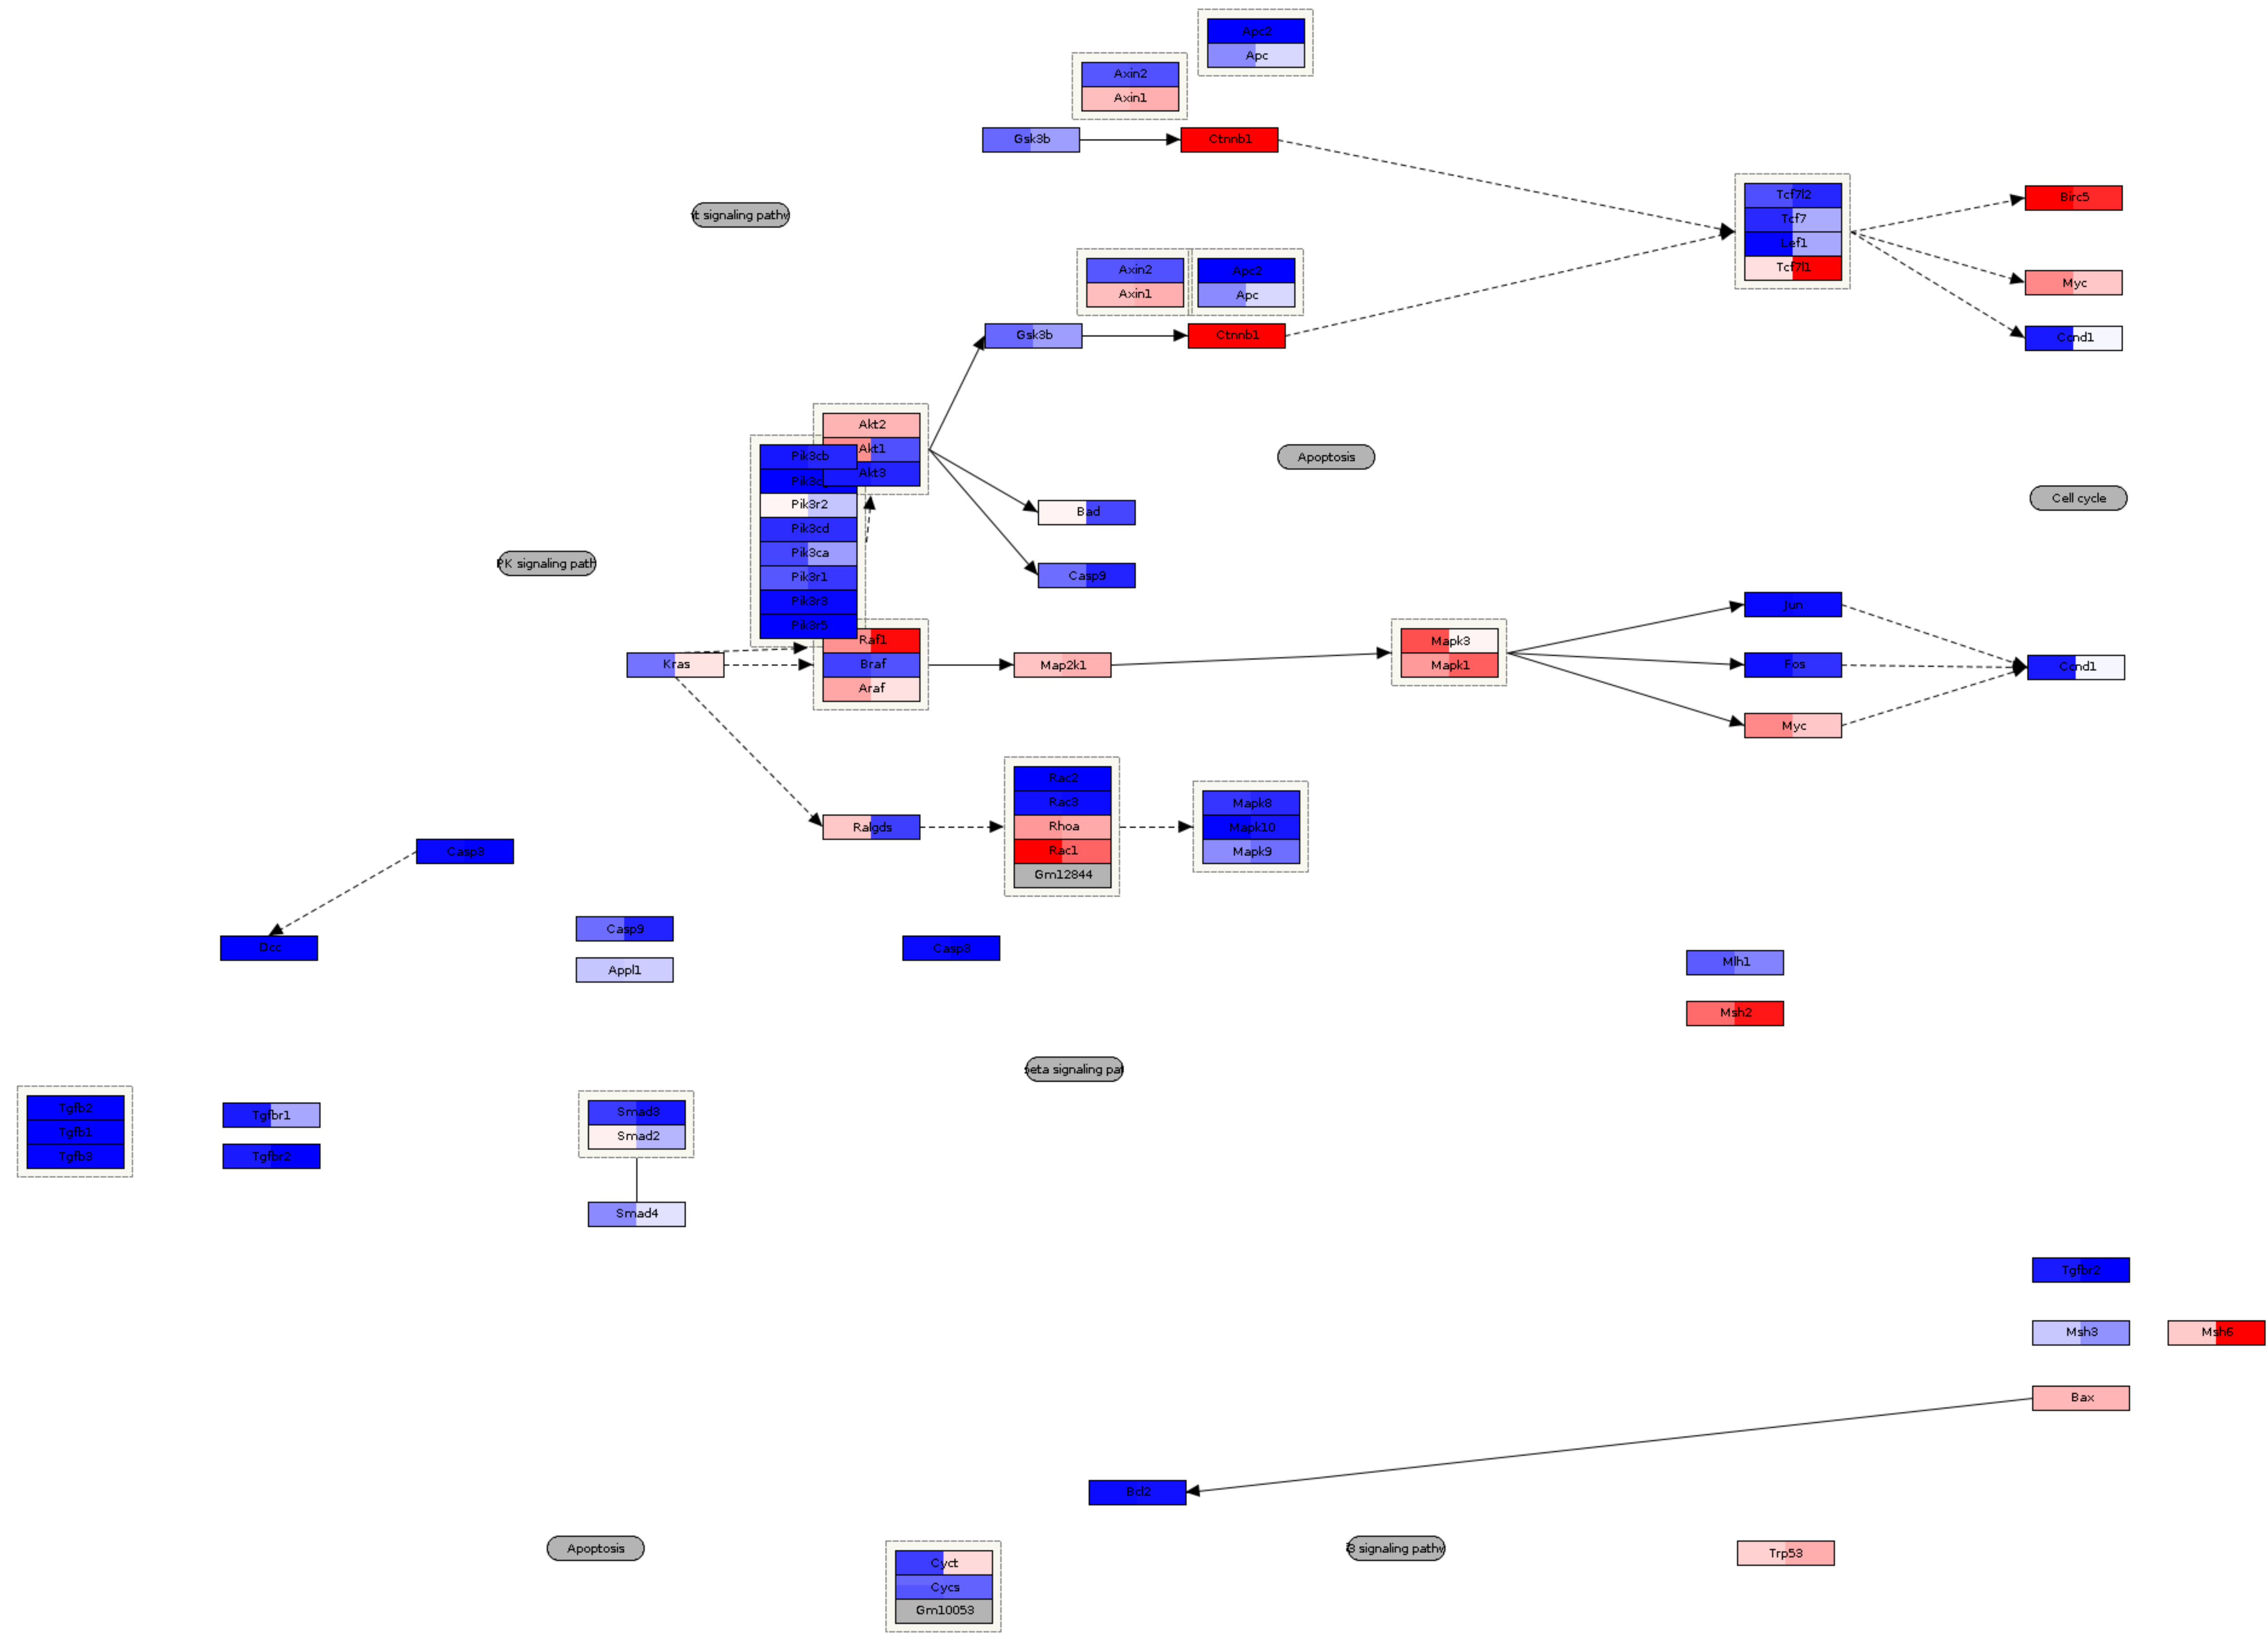 Apc2
Apc
Axin2
Axin1
Gsk3b
Ctnnb1
Tcf7l2
Tcf7
Lef1
Tcf7l1
Birc5
t signaling pathw
Axin2
Axin1
Apc2
Apc
Myc
Gsk3b
Ctnnb1
Ccnd1
Akt2
Akt1
Akt3
Pik3cb
Pik3r2
Pik3cd
Pik3ca
Pik3r1
Pik3r3
Pik3r5
Apoptosis
Cell cycle
Bad
PK signaling path
Casp9
Jun
Kras
Raf1
Braf
Araf
Map2k1
Mapk3
Mapk1
Fos
Ccnd1
Myc
Rac2
Rac3
Rhoa
Rac1
Gm12844
Mapk8
Mapk10
Mapk9
Ralgds
Casp3
Casp9
Dcc
Casp3
Appl1
Mlh1
Msh2
eta signaling pat
Tgfb2
Tgfb1
Tgfb3
Tgfbr1
Tgfbr2
Smad3
Smad2
Smad4
Tgfbr2
Msh3
Msh6
Bax
Bcl2
Apoptosis
Cyct
Cycs
Gm10053
3 signaling pathw
Trp53